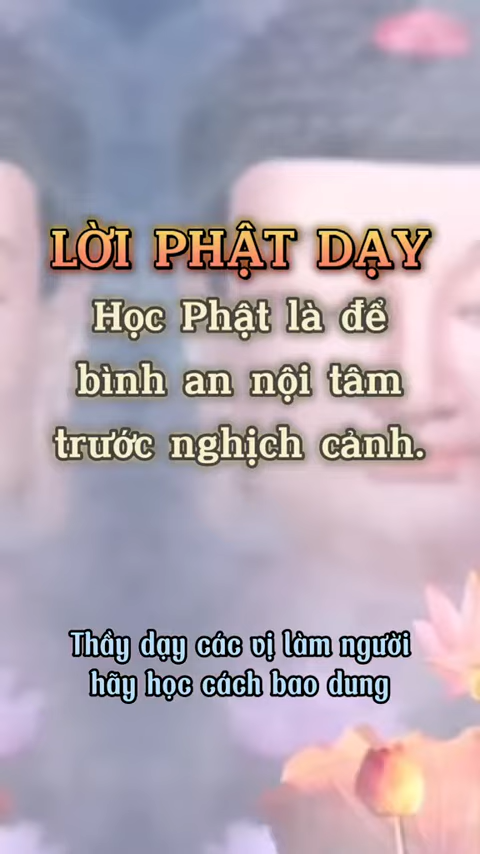 LỜI PHẬT DẠY
Học Phật là để
bình an nội tâm
trước nghịch cảnh.
Thầy dạy các vị làm người
hãy học cách bao dung